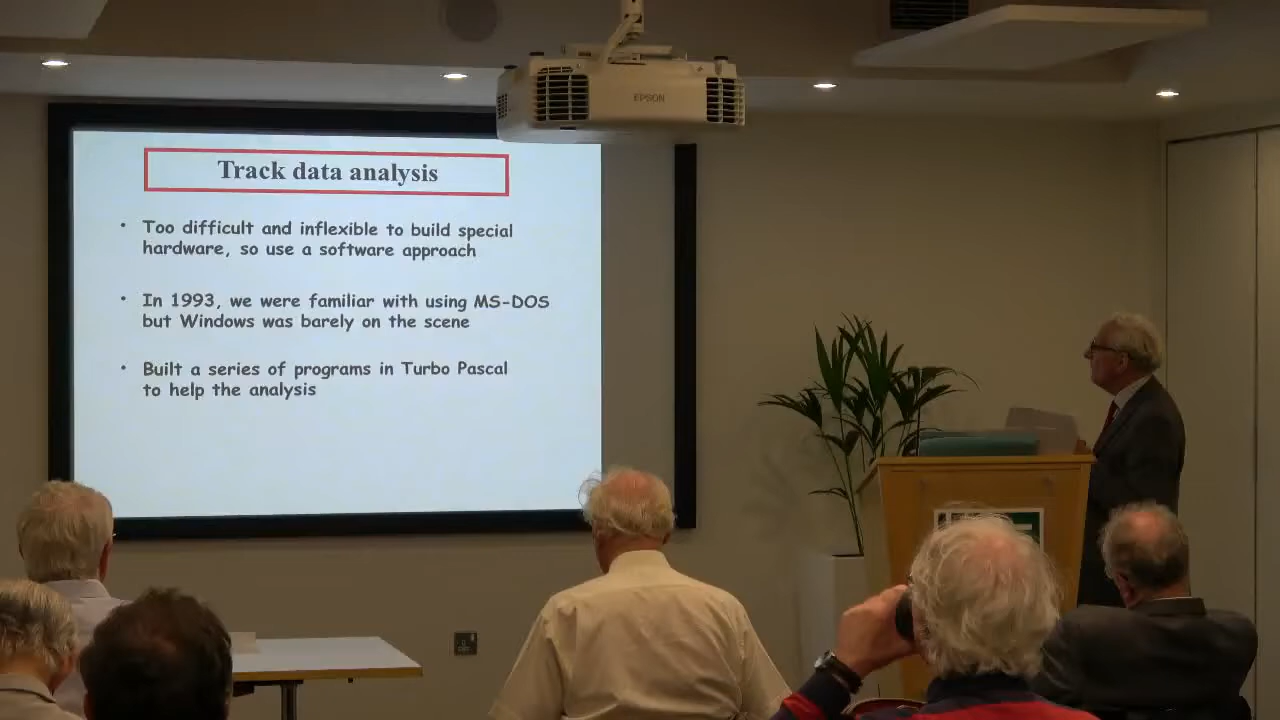 EPSON
Track data analysis
• Too difficult and inflexible to build special
hardware, so use a software approach
• In 1993, we were familiar with using MS-DOS
but Windows was barely on the scene
• Built a series of programs in Turbo Pascal
to help the analysis